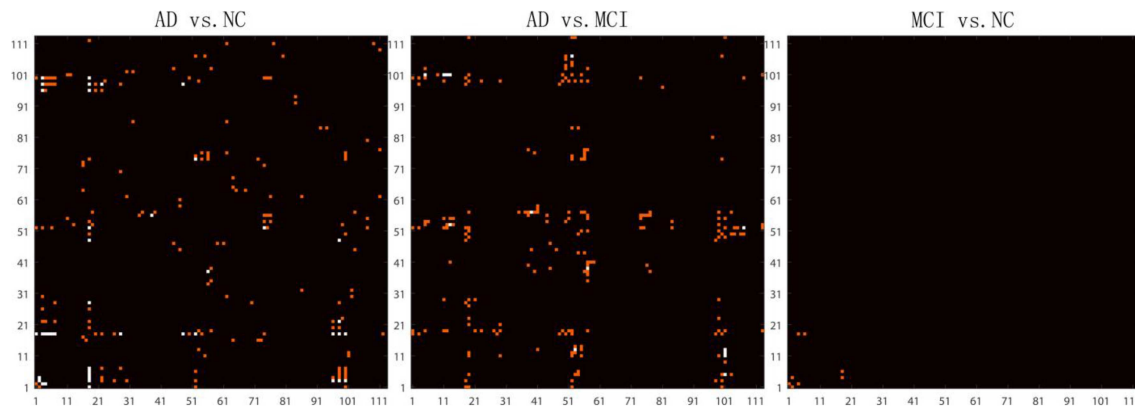 AD vs.NC
AD vs.MCI
MCI vs.NC
111 111 111
101 101 101
91 91 91
81 81 81
71 71 71
61 61 61
51 51 51
41 41 41
31 31 31
21 21 21
11 11 11
1 1 1
1 11 21 31 41 51 61 71 81 91 101 111
1 11 21 31 41 51 61 71 81 91 101 111
1 11 21 31 41 51 61 71 81 91 101